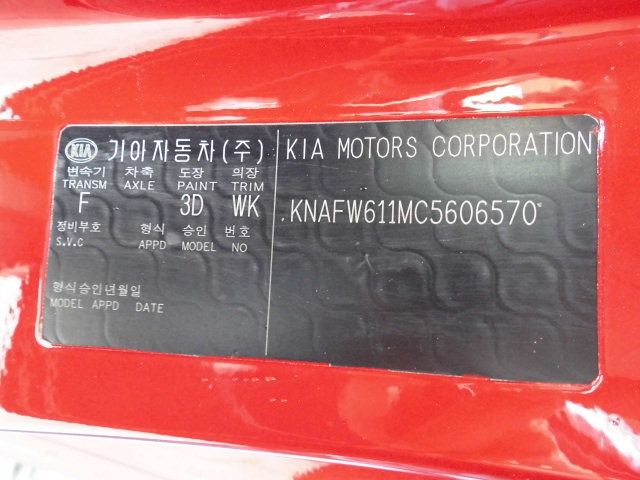 KIA 기아자동차(주)
변속기 차축 도장 의장
TRANSM AXLE PAINT TRIM
F 3D WK
정비부호 형식 승인 번호
S.V.C APPD MODEL NO
형식승인년월일
MODEL APPD DATE
KIA MOTORS CORPORATION
KNAFW611MC5606570